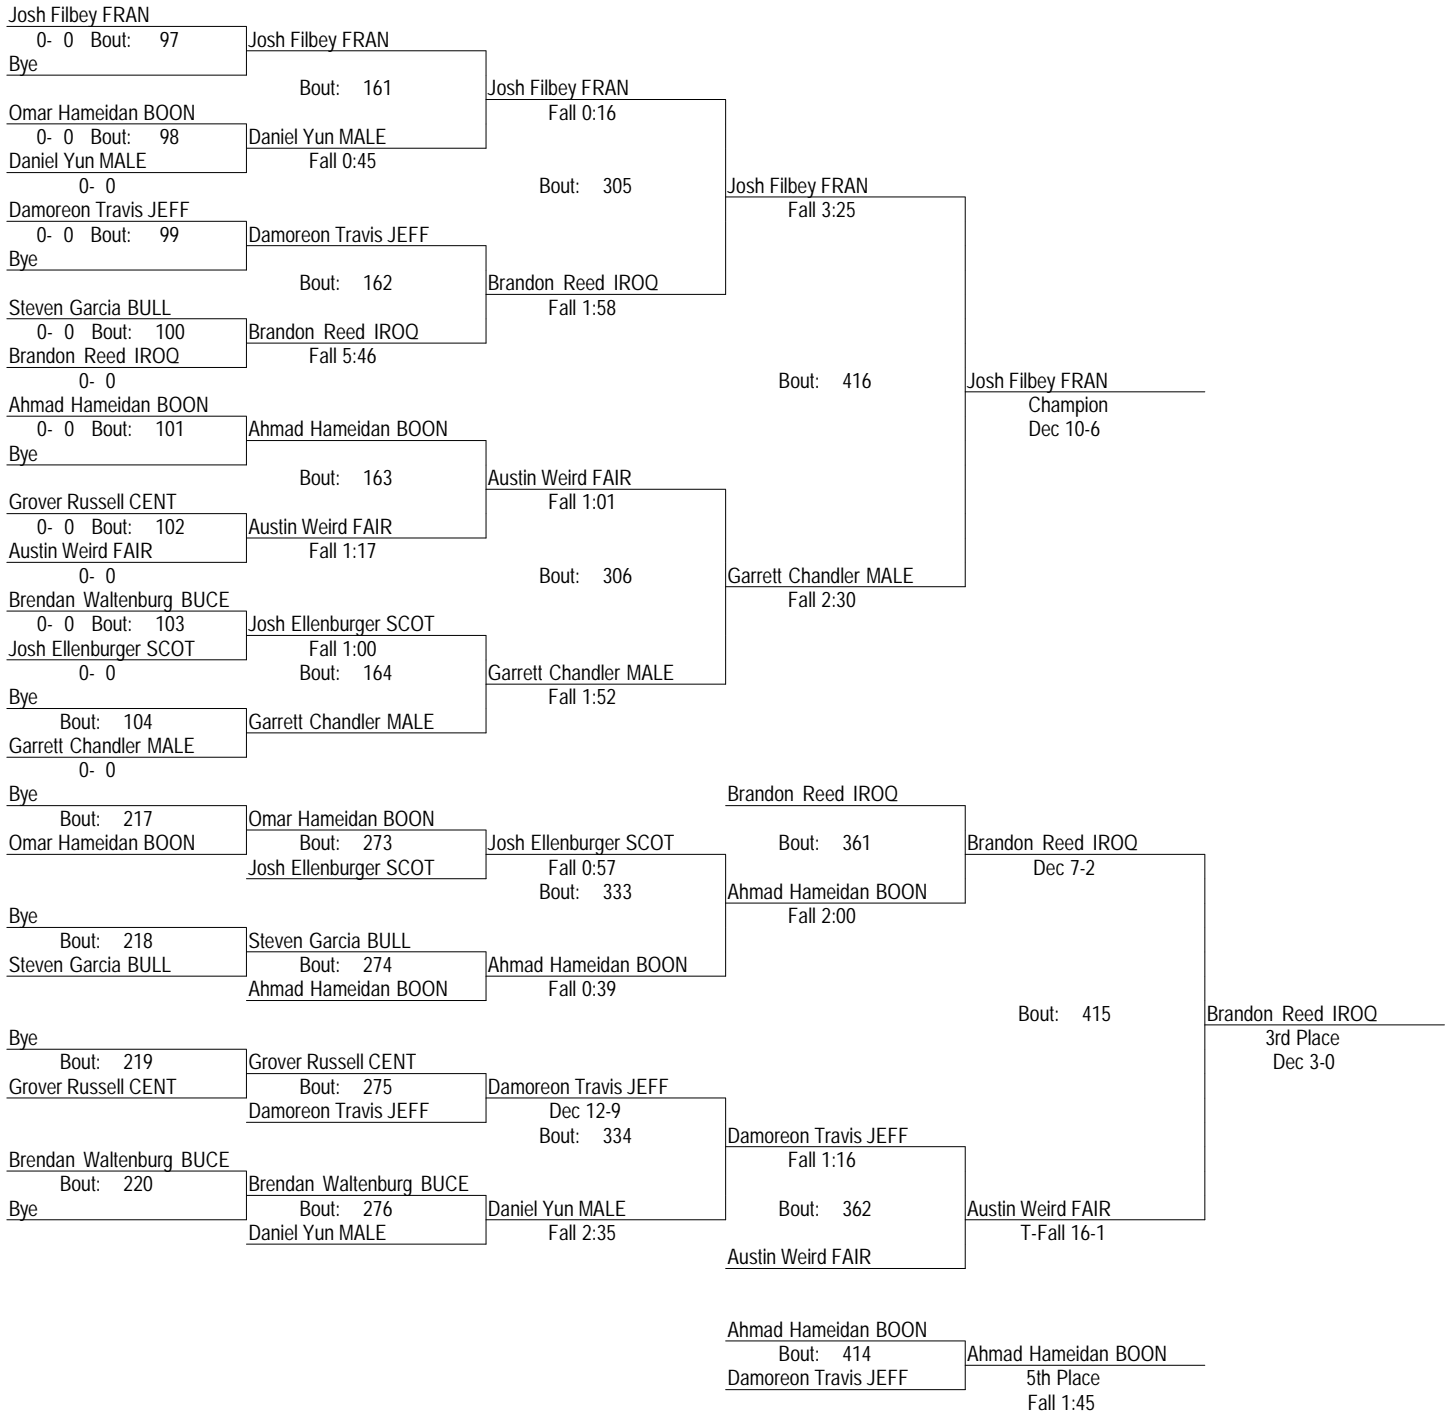 Josh Filbey FRAN
0- 0 Bout: 97
Josh Filbey FRAN
Bye
Bout: 161
Josh Filbey FRAN
Omar Hameidan BOON
Fall 0:16
0- 0 Bout: 98
Daniel Yun MALE
Daniel Yun MALE
Fall 0:45
0- 0
Bout: 305
Josh Filbey FRAN
Damoreon Travis JEFF
Fall 3:25
0- 0 Bout: 99
Damoreon Travis JEFF
Bye
Bout: 162
Brandon Reed IROQ
Steven Garcia BULL
Fall 1:58
0- 0 Bout: 100
Brandon Reed IROQ
Brandon Reed IROQ
Fall 5:46
0- 0
Bout: 416
Josh Filbey FRAN
Ahmad Hameidan BOON
Champion
0- 0 Bout: 101
Ahmad Hameidan BOON
Dec 10-6
Bye
Bout: 163
Austin Weird FAIR
Grover Russell CENT
Fall 1:01
0- 0 Bout: 102
Austin Weird FAIR
Austin Weird FAIR
Fall 1:17
0- 0
Bout: 306
Garrett Chandler MALE
Brendan Waltenburg BUCE
Fall 2:30
0- 0 Bout: 103
Josh Ellenburger SCOT
Josh Ellenburger SCOT
Fall 1:00
0- 0
Bout: 164
Garrett Chandler MALE
Bye
Fall 1:52
Bout: 104
Garrett Chandler MALE
Garrett Chandler MALE
0- 0
Bye
Brandon Reed IROQ
Bout: 217
Omar Hameidan BOON
Omar Hameidan BOON
Bout: 273
Josh Ellenburger SCOT
Bout: 361
Brandon Reed IROQ
Josh Ellenburger SCOT
Fall 0:57
Dec 7-2
Bout: 333
Ahmad Hameidan BOON
Bye
Fall 2:00
Bout: 218
Steven Garcia BULL
Steven Garcia BULL
Bout: 274
Ahmad Hameidan BOON
Ahmad Hameidan BOON
Fall 0:39
Bout: 415
Brandon Reed IROQ
Bye
3rd Place
Bout: 219
Grover Russell CENT
Dec 3-0
Grover Russell CENT
Bout: 275
Damoreon Travis JEFF
Damoreon Travis JEFF
Dec 12-9
Bout: 334
Damoreon Travis JEFF
Brendan Waltenburg BUCE
Fall 1:16
Bout: 220
Brendan Waltenburg BUCE
Bye
Bout: 276
Daniel Yun MALE
Bout: 362
Austin Weird FAIR
Daniel Yun MALE
Fall 2:35
T-Fall 16-1
Austin Weird FAIR
Ahmad Hameidan BOON
Bout: 414
Ahmad Hameidan BOON
Damoreon Travis JEFF
5th Place
Fall 1:45